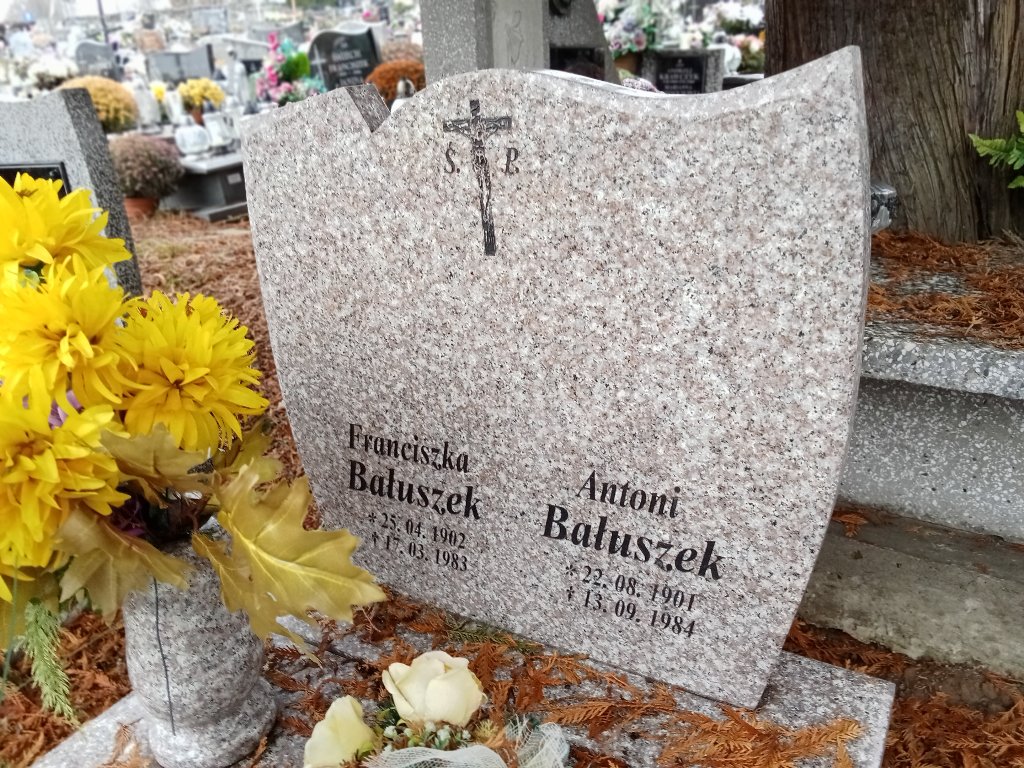 Ś. P.
Franciszka
Bałuszek
* 25. 04. 1902
† 17. 03. 1983
Antoni
Bałuszek
* 22. 08. 1901
† 13. 09. 1984